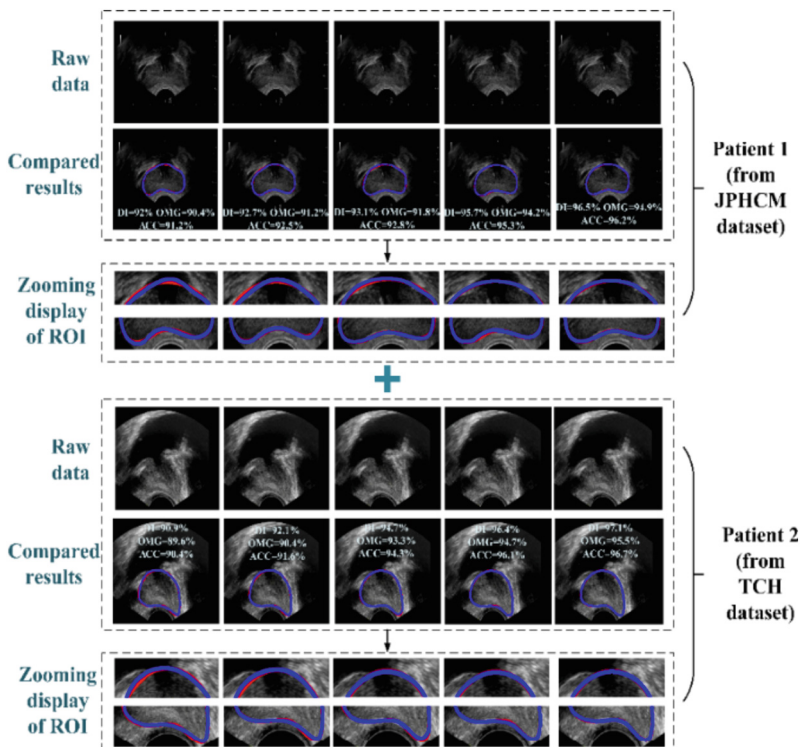 Raw
data
Compared
results
DI=92% OMG=90.4%
ACC=91.2%
DI=92.7% OMG=91.2%
ACC=92.5%
DI=93.1% OMG=91.8%
ACC=92.8%
DI=95.7% OMG=94.2%
ACC=95.3%
DI=96.5% OMG=94.9%
ACC=96.2%
Zooming
display
of ROI
Patient 1
(from
JPHCM
dataset)
+
Raw
data
Compared
results
DI=90.9%
OMG=89.6%
ACC=90.4%
DI=92.1%
OMG=90.4%
ACC=91.6%
DI=94.7%
OMG=93.3%
ACC=94.3%
DI=96.4%
OMG=94.7%
ACC=96.1%
DI=97.1%
OMG=95.5%
ACC=96.7%
Zooming
display
of ROI
Patient 2
(from
TCH
dataset)